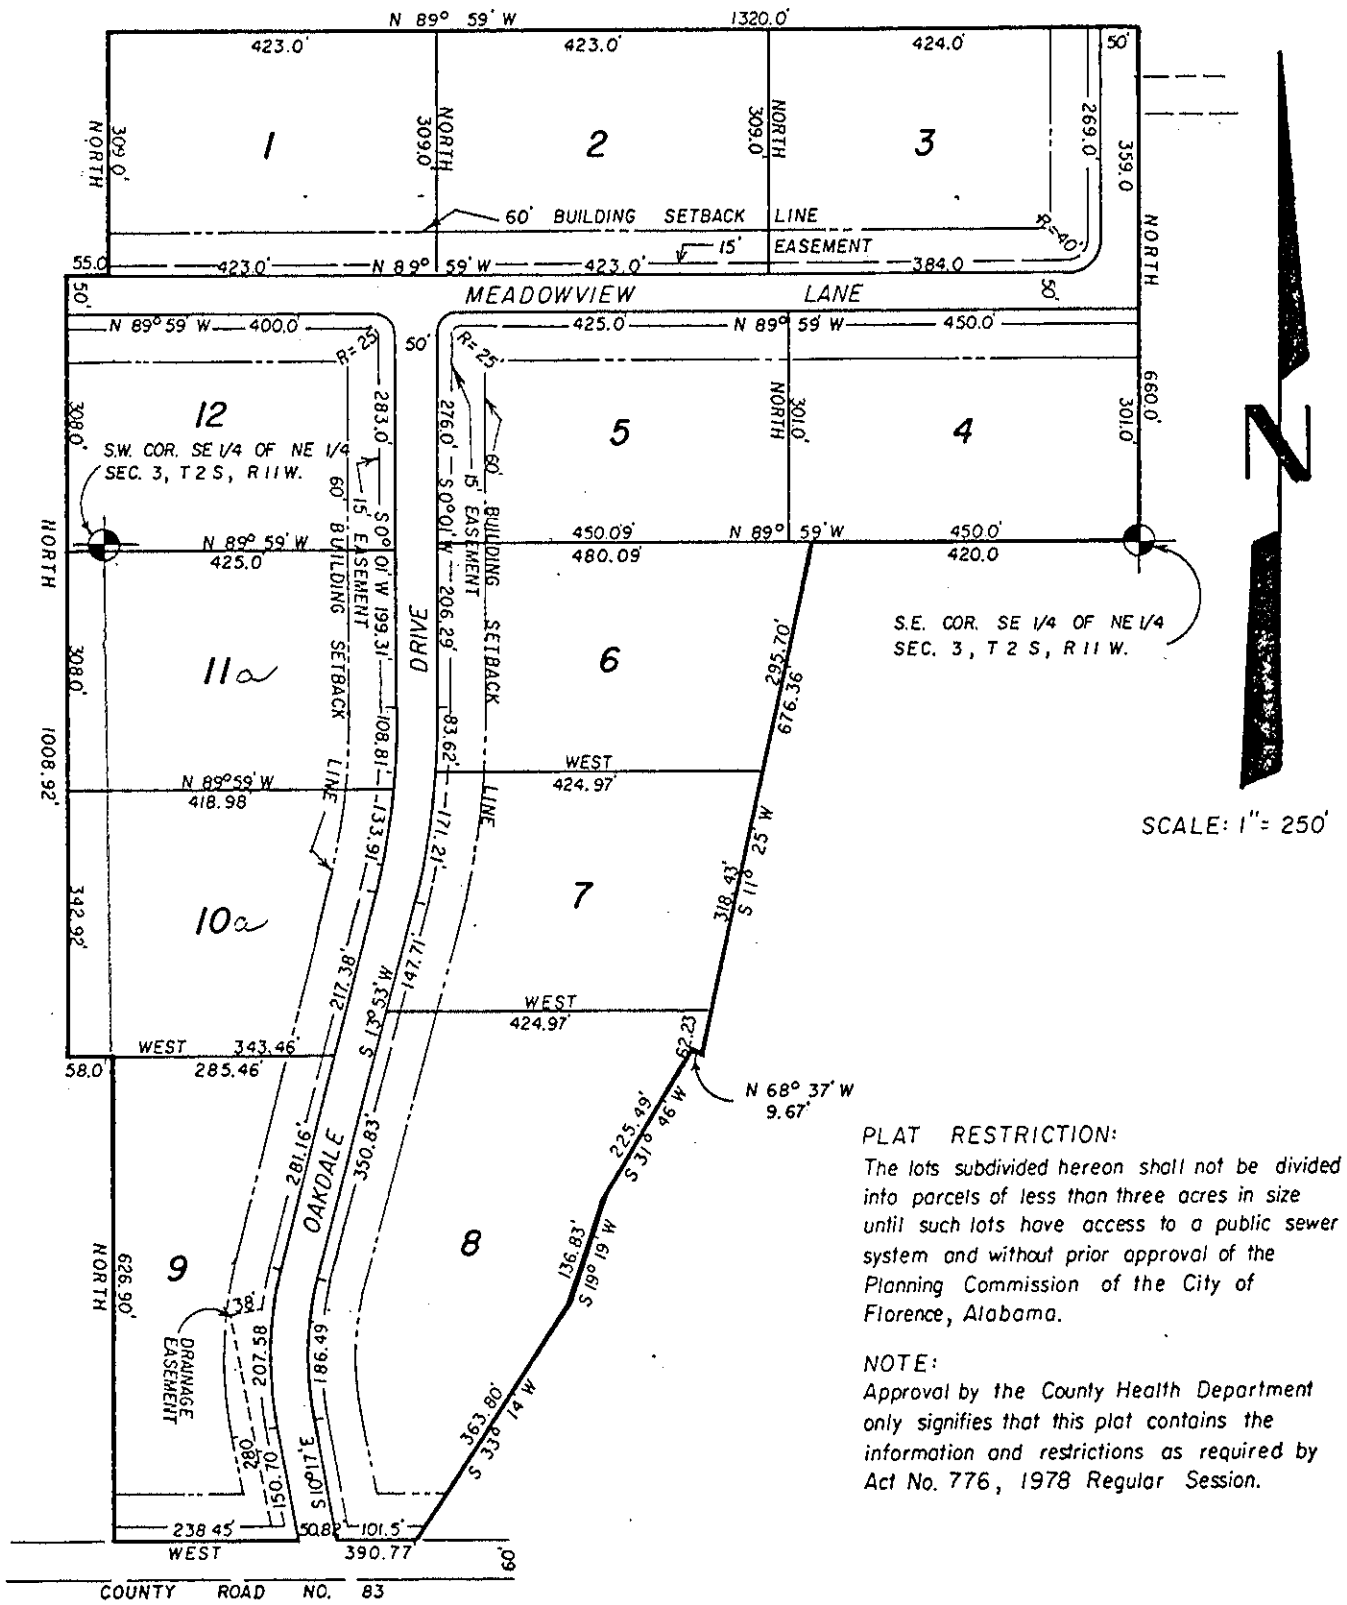 N 89° 59' W 1320.0'
423.0' 423.0' 424.0' 50'
NORTH 309.0'
NORTH 309.0'
NORTH 309.0'
269.0'
359.0
NORTH
660.0'
1
2
3
60' BUILDING SETBACK LINE
15' EASEMENT
R=40'
55.0
423.0' N 89° 59' W 423.0' 384.0
50'
MEADOWVIEW LANE
50'
N 89° 59' W 400.0'
R=25'
50'
R=25'
425.0' N 89° 59' W 450.0'
12
308.0'
283.0'
276.0'
5
NORTH 301.0'
4
301.0'
S.W. COR. SE 1/4 OF NE 1/4
SEC. 3, T 2 S, R 11 W.
60' BUILDING SETBACK LINE
15' EASEMENT
S 0° 01' W 199.31'
S 0° 01' W 206.29'
15' EASEMENT
60' BUILDING SETBACK LINE
N 89° 59' W
425.0'
450.09' N 89° 59' W 450.0'
480.09' 420.0
S.E. COR. SE 1/4 OF NE 1/4
SEC. 3, T 2 S, R 11 W.
NORTH 1008.92'
308.0'
11a
DRIVE
6
295.70'
676.36'
108.81'
83.62'
N 89° 59' W
418.98'
WEST
424.97'
N
SCALE: 1" = 250'
342.92'
10a
133.91'
171.21'
7
318.43'
S 11° 25' W
217.38'
147.71'
S 13° 53' W
WEST
424.97'
62.23
WEST 343.46'
58.0' 285.46'
N 68° 37' W
9.67'
225.49'
S 31° 46' W
281.16'
OAKDALE
350.83'
8
136.83'
S 19° 19' W
NORTH 626.90'
9
38'
DRAINAGE
EASEMENT
207.58
186.49'
363.80'
S 33° 14' W
280'
150.70'
S 10° 17' E
238.45' 50.82' 101.5'
WEST 390.77'
60'
COUNTY ROAD NO. 83
PLAT RESTRICTION:
The lots subdivided hereon shall not be divided
into parcels of less than three acres in size
until such lots have access to a public sewer
system and without prior approval of the
Planning Commission of the City of
Florence, Alabama.
NOTE:
Approval by the County Health Department
only signifies that this plat contains the
information and restrictions as required by
Act No. 776, 1978 Regular Session.